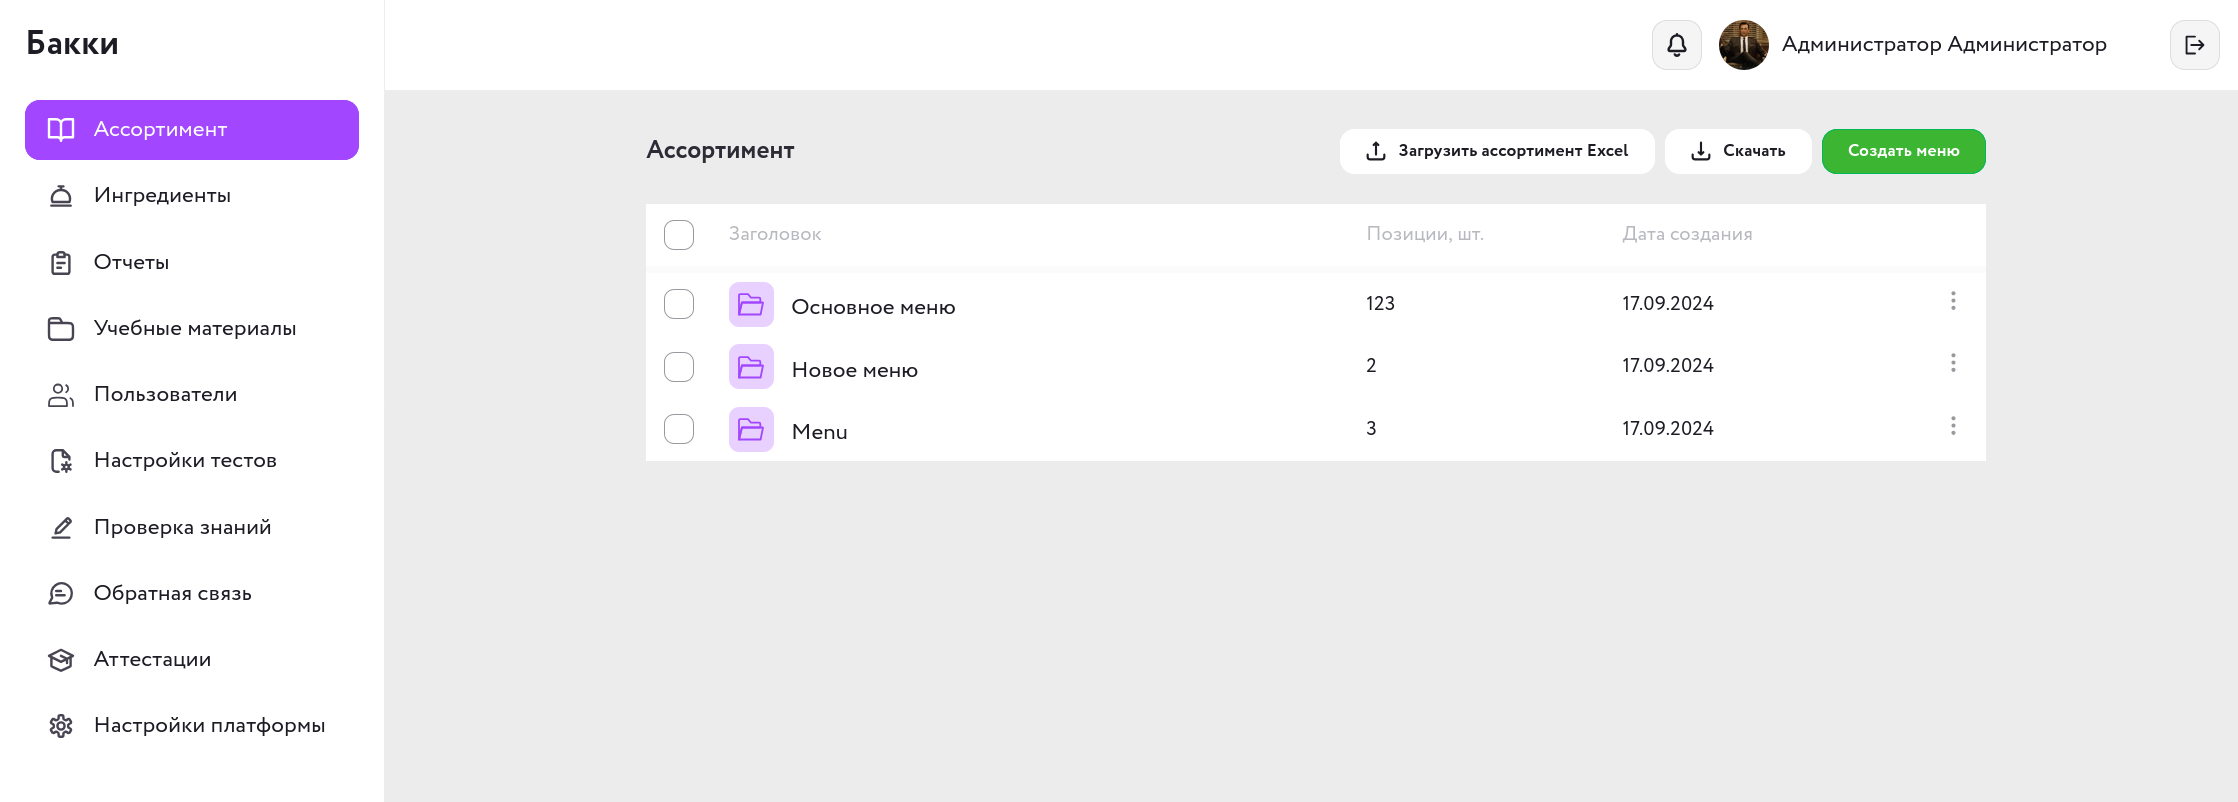 Бакки
Администратор Администратор
Ассортимент
Ингредиенты
Отчеты
Учебные материалы
Пользователи
Настройки тестов
Проверка знаний
Обратная связь
Аттестации
Настройки платформы
Ассортимент
Загрузить ассортимент Excel
Скачать
Создать меню
Заголовок Позиции, шт. Дата создания
Основное меню 123 17.09.2024
Новое меню 2 17.09.2024
Menu 3 17.09.2024